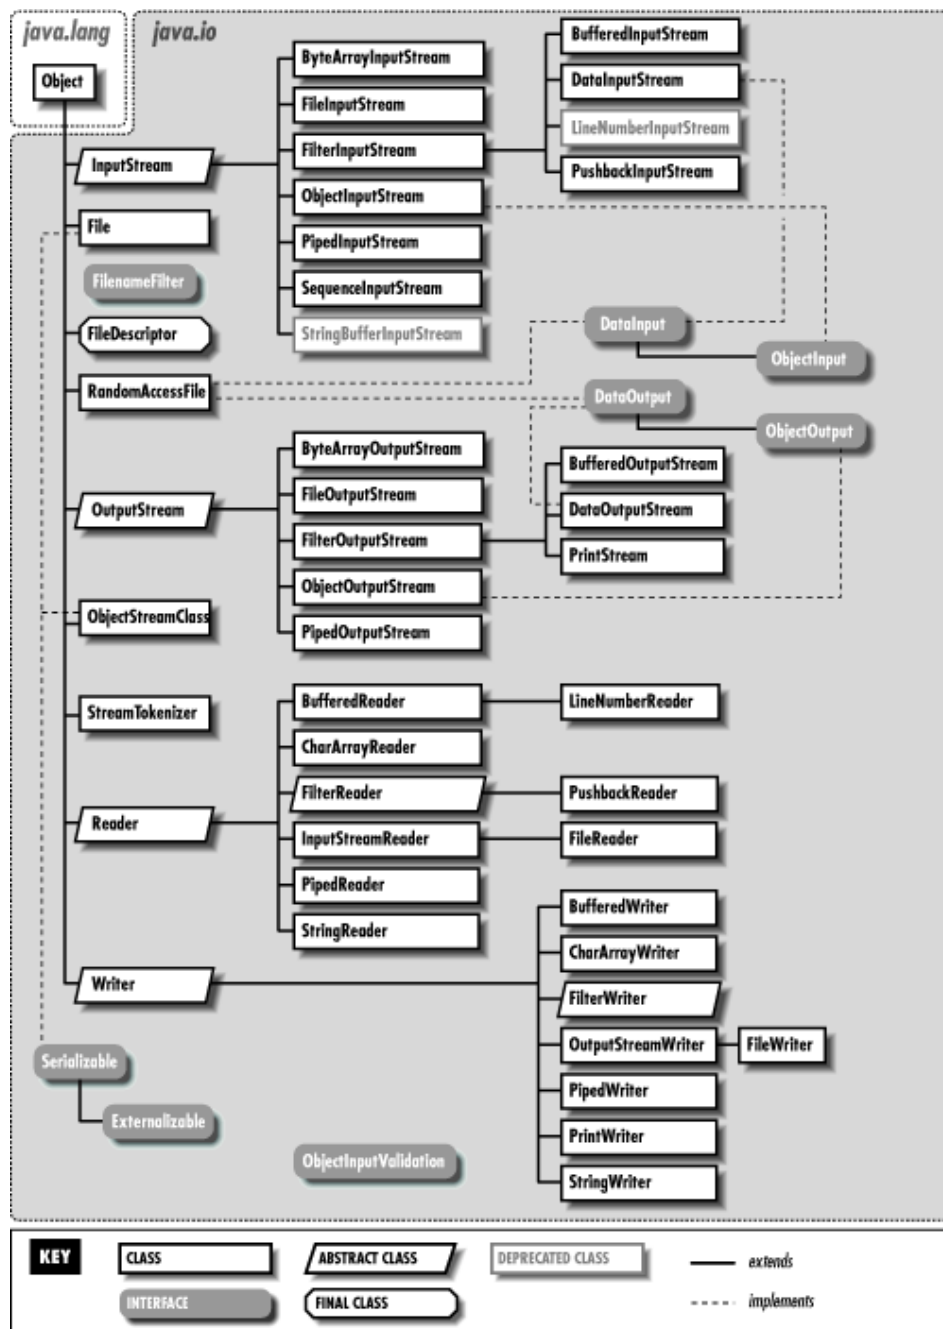 java.lang
java.io
Object
InputStream
File
FilenameFilter
FileDescriptor
RandomAccessFile
OutputStream
ObjectStreamClass
StreamTokenizer
Reader
Writer
Serializable
Externalizable
ByteArrayInputStream
FileInputStream
FilterInputStream
ObjectInputStream
PipedInputStream
SequenceInputStream
StringBufferInputStream
BufferedInputStream
DataInputStream
LineNumberInputStream
PushbackInputStream
DataInput
ObjectInput
DataOutput
ObjectOutput
ByteArrayOutputStream
FileOutputStream
FilterOutputStream
ObjectOutputStream
PipedOutputStream
BufferedOutputStream
DataOutputStream
PrintStream
BufferedReader
CharArrayReader
FilterReader
InputStreamReader
PipedReader
StringReader
LineNumberReader
PushbackReader
FileReader
BufferedWriter
CharArrayWriter
FilterWriter
OutputStreamWriter
FileWriter
PipedWriter
PrintWriter
StringWriter
ObjectInputValidation
KEY
CLASS
ABSTRACT CLASS
DEPRECATED CLASS
extends
INTERFACE
FINAL CLASS
implements